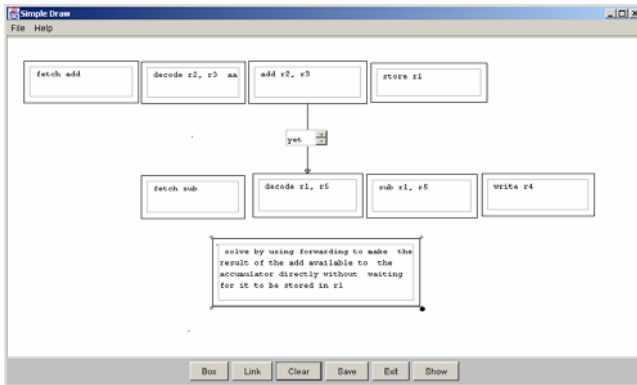 Simple Draw
File Help
fetch add
decode r2, r3 aa
add r2, r3
store r1
yet
fetch sub
decode r1, r5
sub r1, r5
write r4
solve by using forwarding to make the
result of the add available to the
accumulator directly without waiting
for it to be stored in r1
Box Link Clear Save Exit Show